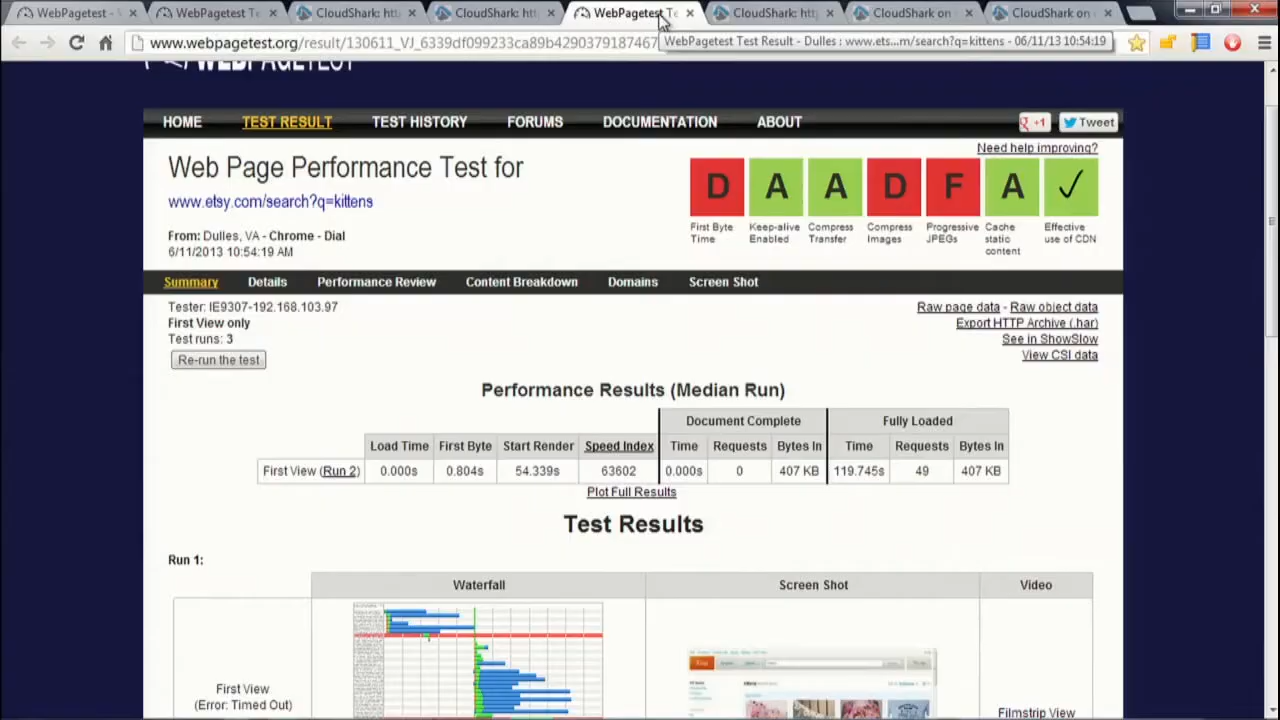 WebPagetest
WebPagetest Te
CloudShark: htt
CloudShark: htt
WebPagetest Te
CloudShark: http
CloudShark on
CloudShark on
www.webpagetest.org/result/130611_VJ_6339df999233ca89b4290379187467
WebPagetest Test Result - Dulles : www.ets...m/search?q=kittens - 06/11/13 10:54:19
WEBPAGETEST
HOME TEST RESULT TEST HISTORY FORUMS DOCUMENTATION ABOUT
+1 Tweet
Need help improving?
Web Page Performance Test for
www.etsy.com/search?q=kittens
From: Dulles, VA - Chrome - Dial
6/11/2013 10:54:19 AM
D A A D F A ✓
First Byte Time
Keep-alive Enabled
Compress Transfer
Compress Images
Progressive JPEGs
Cache static content
Effective use of CDN
Summary Details Performance Review Content Breakdown Domains Screen Shot
Tester: IE9307-192.168.103.97
First View only
Test runs: 3
Re-run the test
Raw page data - Raw object data
Export HTTP Archive (.har)
See in ShowSlow
View CSI data
Performance Results (Median Run)
Document Complete Fully Loaded
Load Time First Byte Start Render Speed Index Time Requests Bytes In Time Requests Bytes In
First View (Run 2) 0.000s 0.804s 54.339s 63602 0.000s 0 407 KB 119.745s 49 407 KB
Plot Full Results
Test Results
Run 1:
Waterfall Screen Shot Video
First View
(Error: Timed Out)
Filmstrip View